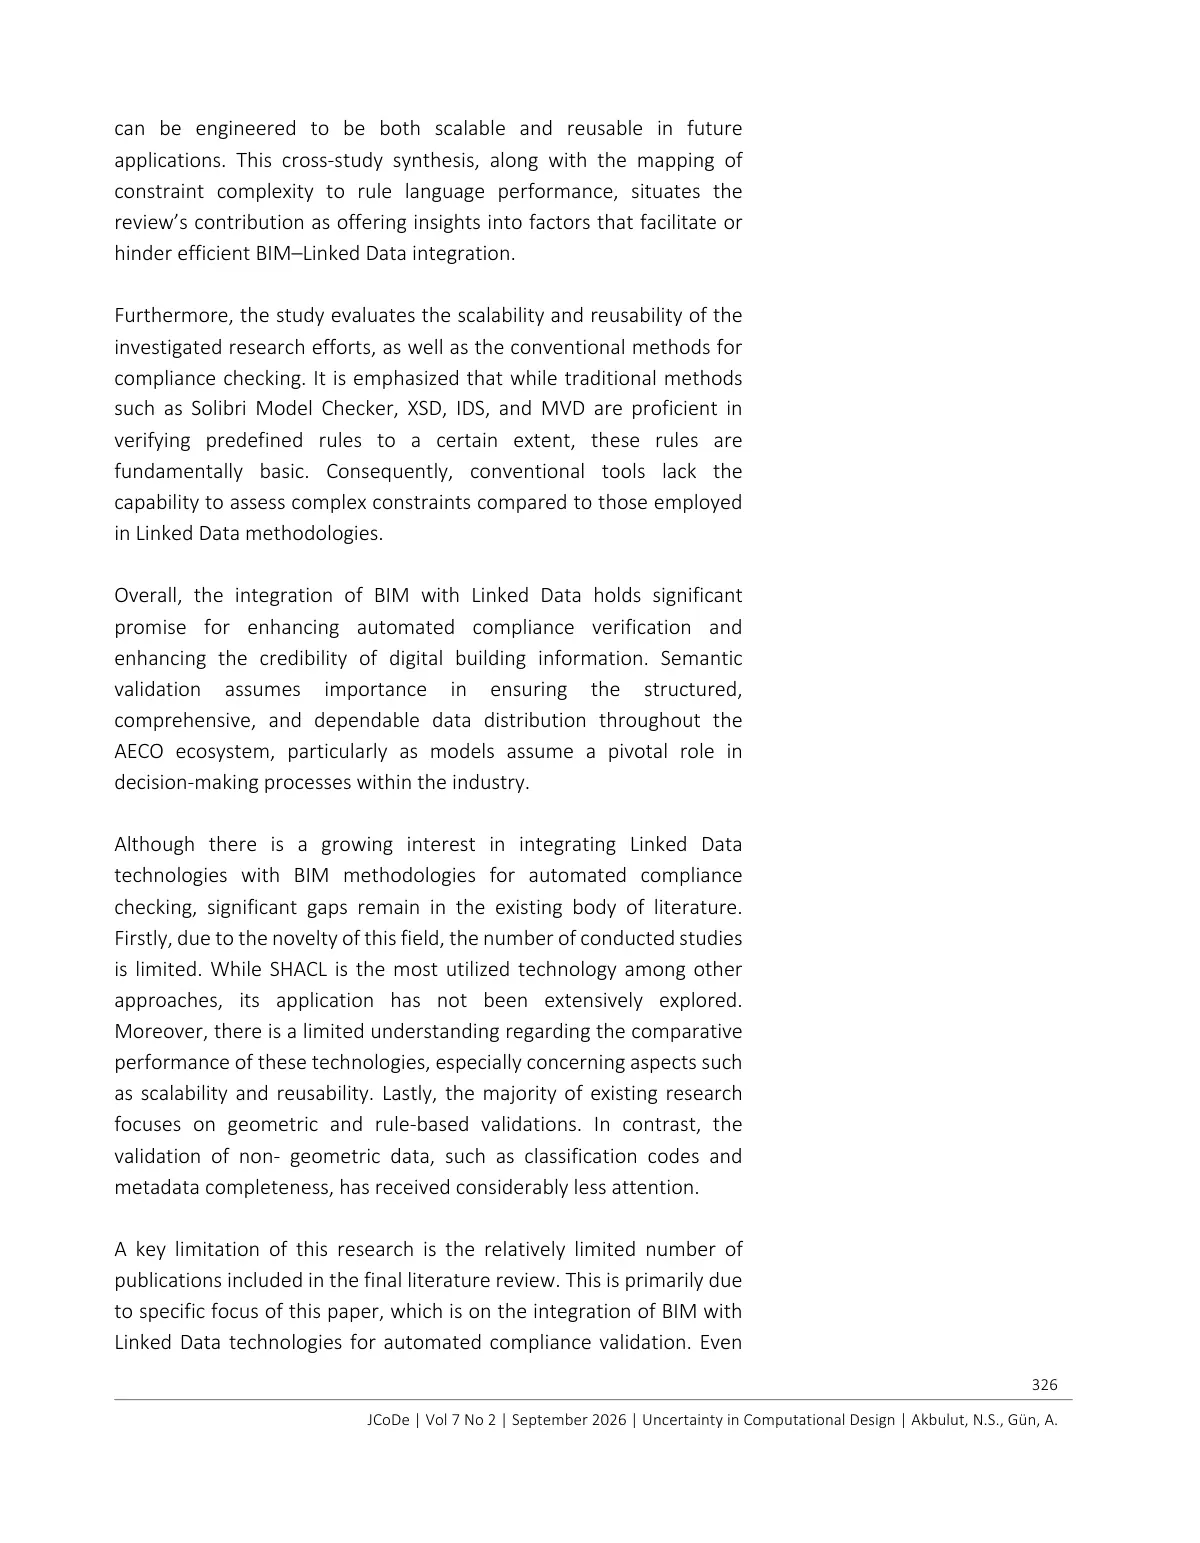 can be engineered to be both scalable and reusable in future
applications. This cross-study synthesis, along with the mapping of
constraint complexity to rule language performance, situates the
review’s contribution as offering insights into factors that facilitate or
hinder efficient BIM–Linked Data integration.
Furthermore, the study evaluates the scalability and reusability of the
investigated research efforts, as well as the conventional methods for
compliance checking. It is emphasized that while traditional methods
such as Solibri Model Checker, XSD, IDS, and MVD are proficient in
verifying predefined rules to a certain extent, these rules are
fundamentally basic. Consequently, conventional tools lack the
capability to assess complex constraints compared to those employed
in Linked Data methodologies.
Overall, the integration of BIM with Linked Data holds significant
promise for enhancing automated compliance verification and
enhancing the credibility of digital building information. Semantic
validation assumes importance in ensuring the structured,
comprehensive, and dependable data distribution throughout the
AECO ecosystem, particularly as models assume a pivotal role in
decision-making processes within the industry.
Although there is a growing interest in integrating Linked Data
technologies with BIM methodologies for automated compliance
checking, significant gaps remain in the existing body of literature.
Firstly, due to the novelty of this field, the number of conducted studies
is limited. While SHACL is the most utilized technology among other
approaches, its application has not been extensively explored.
Moreover, there is a limited understanding regarding the comparative
performance of these technologies, especially concerning aspects such
as scalability and reusability. Lastly, the majority of existing research
focuses on geometric and rule-based validations. In contrast, the
validation of non- geometric data, such as classification codes and
metadata completeness, has received considerably less attention.
A key limitation of this research is the relatively limited number of
publications included in the final literature review. This is primarily due
to specific focus of this paper, which is on the integration of BIM with
Linked Data technologies for automated compliance validation. Even
326
JCoDe | Vol 7 No 2 | September 2026 | Uncertainty in Computational Design | Akbulut, N.S., Gün, A.